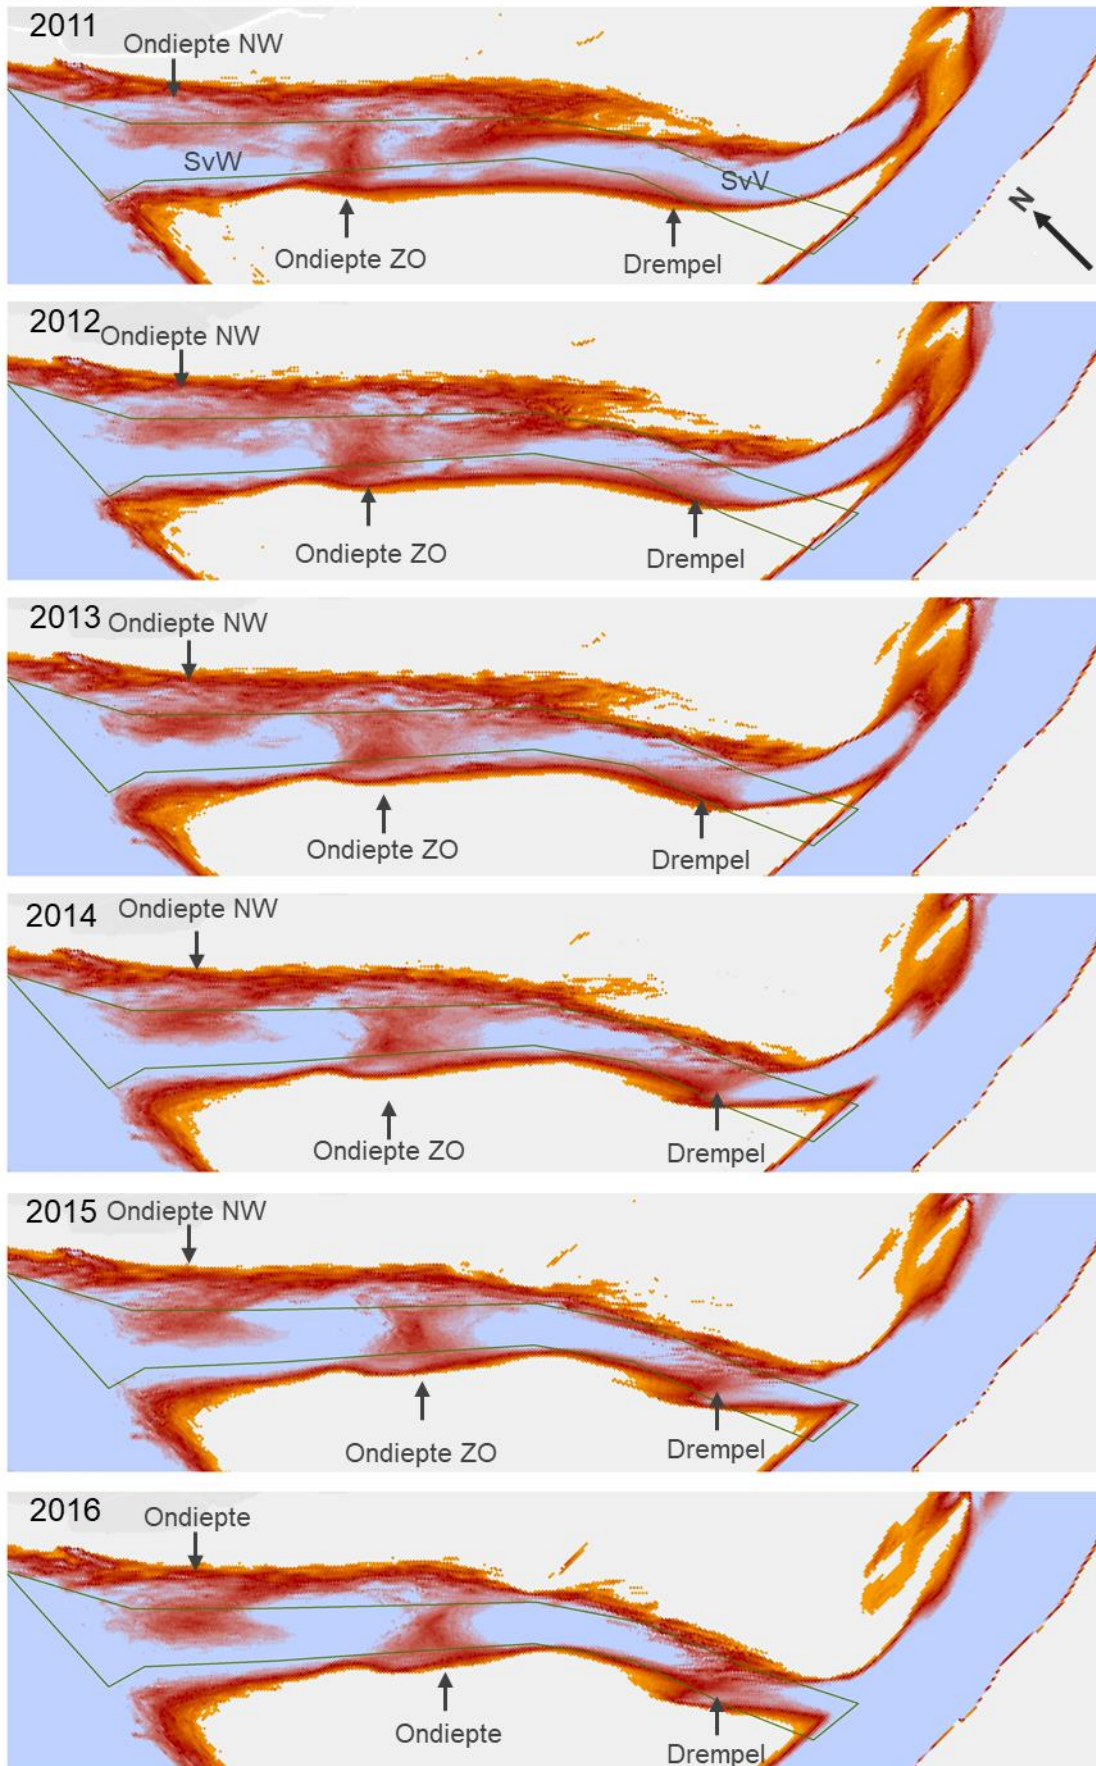 2011
Ondiepte NW
SvW
SvV
N
Ondiepte ZO
Drempel
2012
Ondiepte NW
Ondiepte ZO
Drempel
2013
Ondiepte NW
Ondiepte ZO
Drempel
2014
Ondiepte NW
Ondiepte ZO
Drempel
2015
Ondiepte NW
Ondiepte ZO
Drempel
2016
Ondiepte
Ondiepte
Drempel